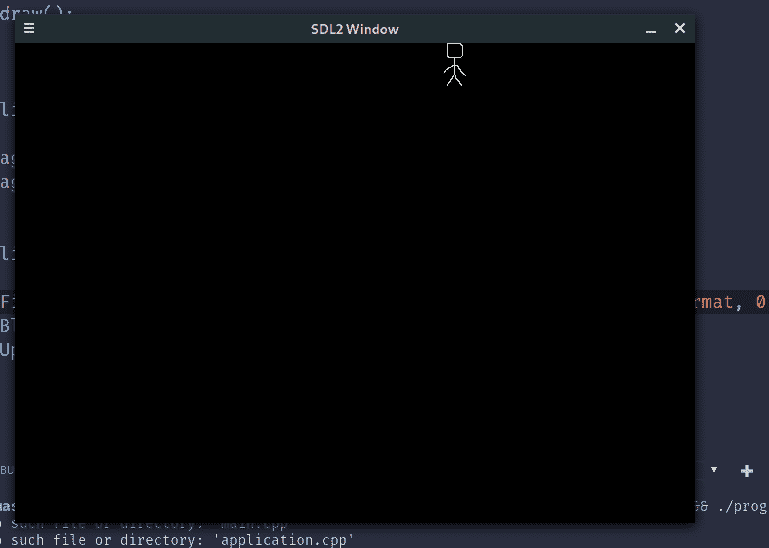 draw();
SDL2 Window
li
ag
ag
li
Fi rmat, 0
Bl
Up
BU
&& ./prog
such file or directory: 'main.cpp'
such file or directory: 'application.cpp'